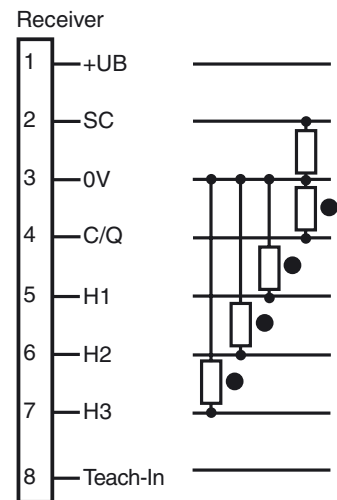 Receiver
1 +UB
2 SC
3 0V
4 C/Q
5 H1
6 H2
7 H3
8 Teach-In